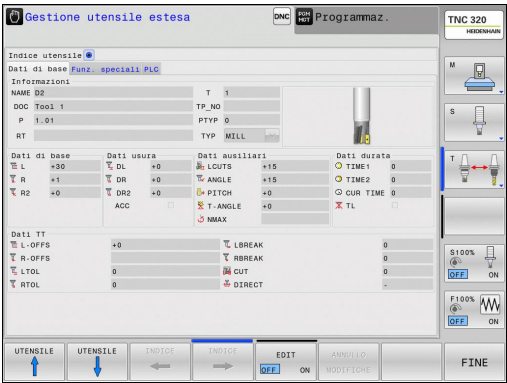 Gestione utensile estesa
DNC
PGM MGT
Programmaz.
TNC 320
HEIDENHAIN
Indice utensile
Dati di base Funz. speciali PLC
Informazioni
NAME D2 T 1
DOC Tool 1 TP_NO
P 1.01 PTYP 0
RT TYP MILL
Dati di base Dati usura Dati ausiliari Dati durata
L +30 DL +0 LCUTS +15 TIME1 0
R +1 DR +0 ANGLE +15 TIME2 0
R2 +0 DR2 +0 PITCH +0 CUR TIME 0
ACC T-ANGLE +0 TL
NMAX
Dati TT
L-OFFS +0 LBREAK 0
R-OFFS RBREAK 0
LTOL 0 CUT 0
RTOL 0 DIRECT -
M
S
T
S100%
OFF ON
F100%
OFF ON
UTENSILE
UTENSILE
INDICE
INDICE
EDIT
OFF ON
ANNULLO
MODIFICHE
FINE